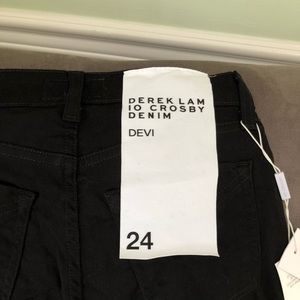 DEREK LAM
10 CROSBY
DENIM
DEVI
24